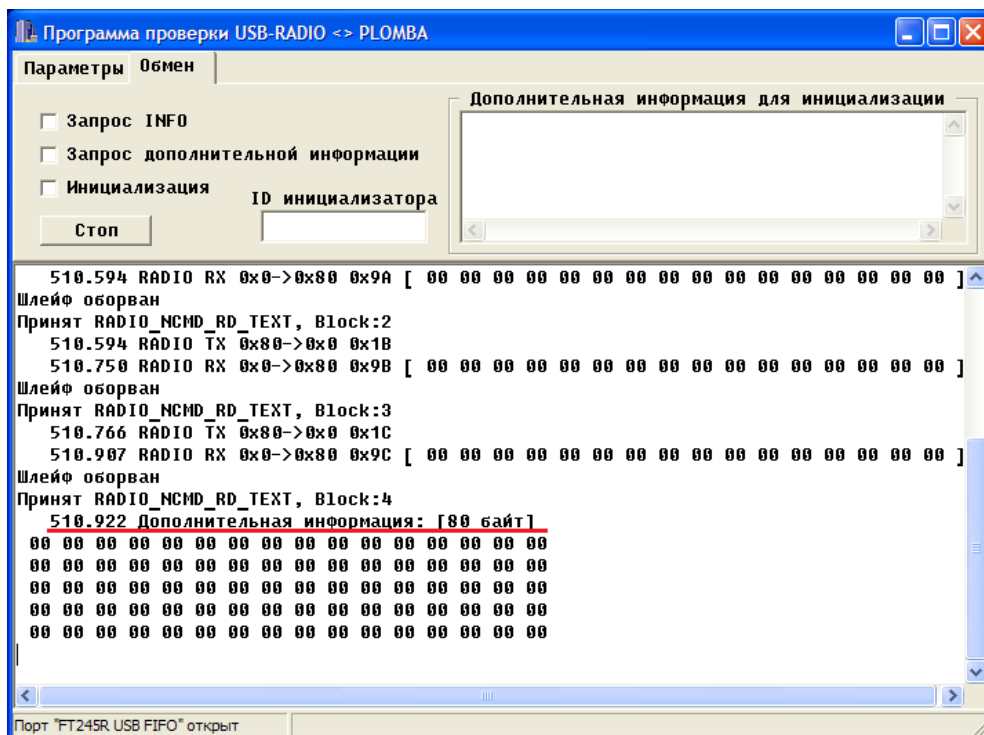 Программа проверки USB-RADIO <> PLOMBA
Параметры Обмен
Дополнительная информация для инициализации
Запрос INFO
Запрос дополнительной информации
Инициализация
ID инициализатора
Стоп
510.594 RADIO RX 0x0->0x80 0x9A [ 00 00 00 00 00 00 00 00 00 00 00 00 00 00 00 00 ]
Шлейф оборван
Принят RADIO_NCMD_RD_TEXT, Block:2
510.594 RADIO TX 0x80->0x0 0x1B
510.750 RADIO RX 0x0->0x80 0x9B [ 00 00 00 00 00 00 00 00 00 00 00 00 00 00 00 00 ]
Шлейф оборван
Принят RADIO_NCMD_RD_TEXT, Block:3
510.766 RADIO TX 0x80->0x0 0x1C
510.907 RADIO RX 0x0->0x80 0x9C [ 00 00 00 00 00 00 00 00 00 00 00 00 00 00 00 00 ]
Шлейф оборван
Принят RADIO_NCMD_RD_TEXT, Block:4
510.922 Дополнительная информация: [80 байт]
00 00 00 00 00 00 00 00 00 00 00 00 00 00 00 00
00 00 00 00 00 00 00 00 00 00 00 00 00 00 00 00
00 00 00 00 00 00 00 00 00 00 00 00 00 00 00 00
00 00 00 00 00 00 00 00 00 00 00 00 00 00 00 00
00 00 00 00 00 00 00 00 00 00 00 00 00 00 00 00
Порт "FT245R USB FIFO" открыт